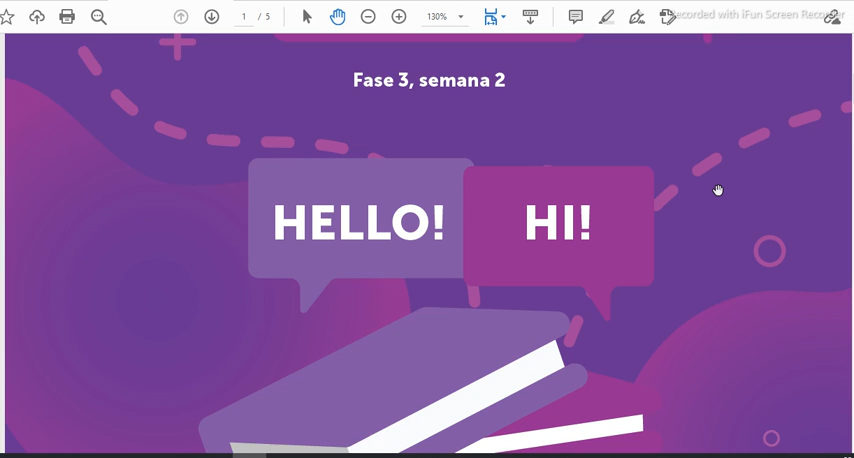 1 / 5
130%
Recorded with iFun Screen Recorder
Fase 3, semana 2
HELLO!
HI!